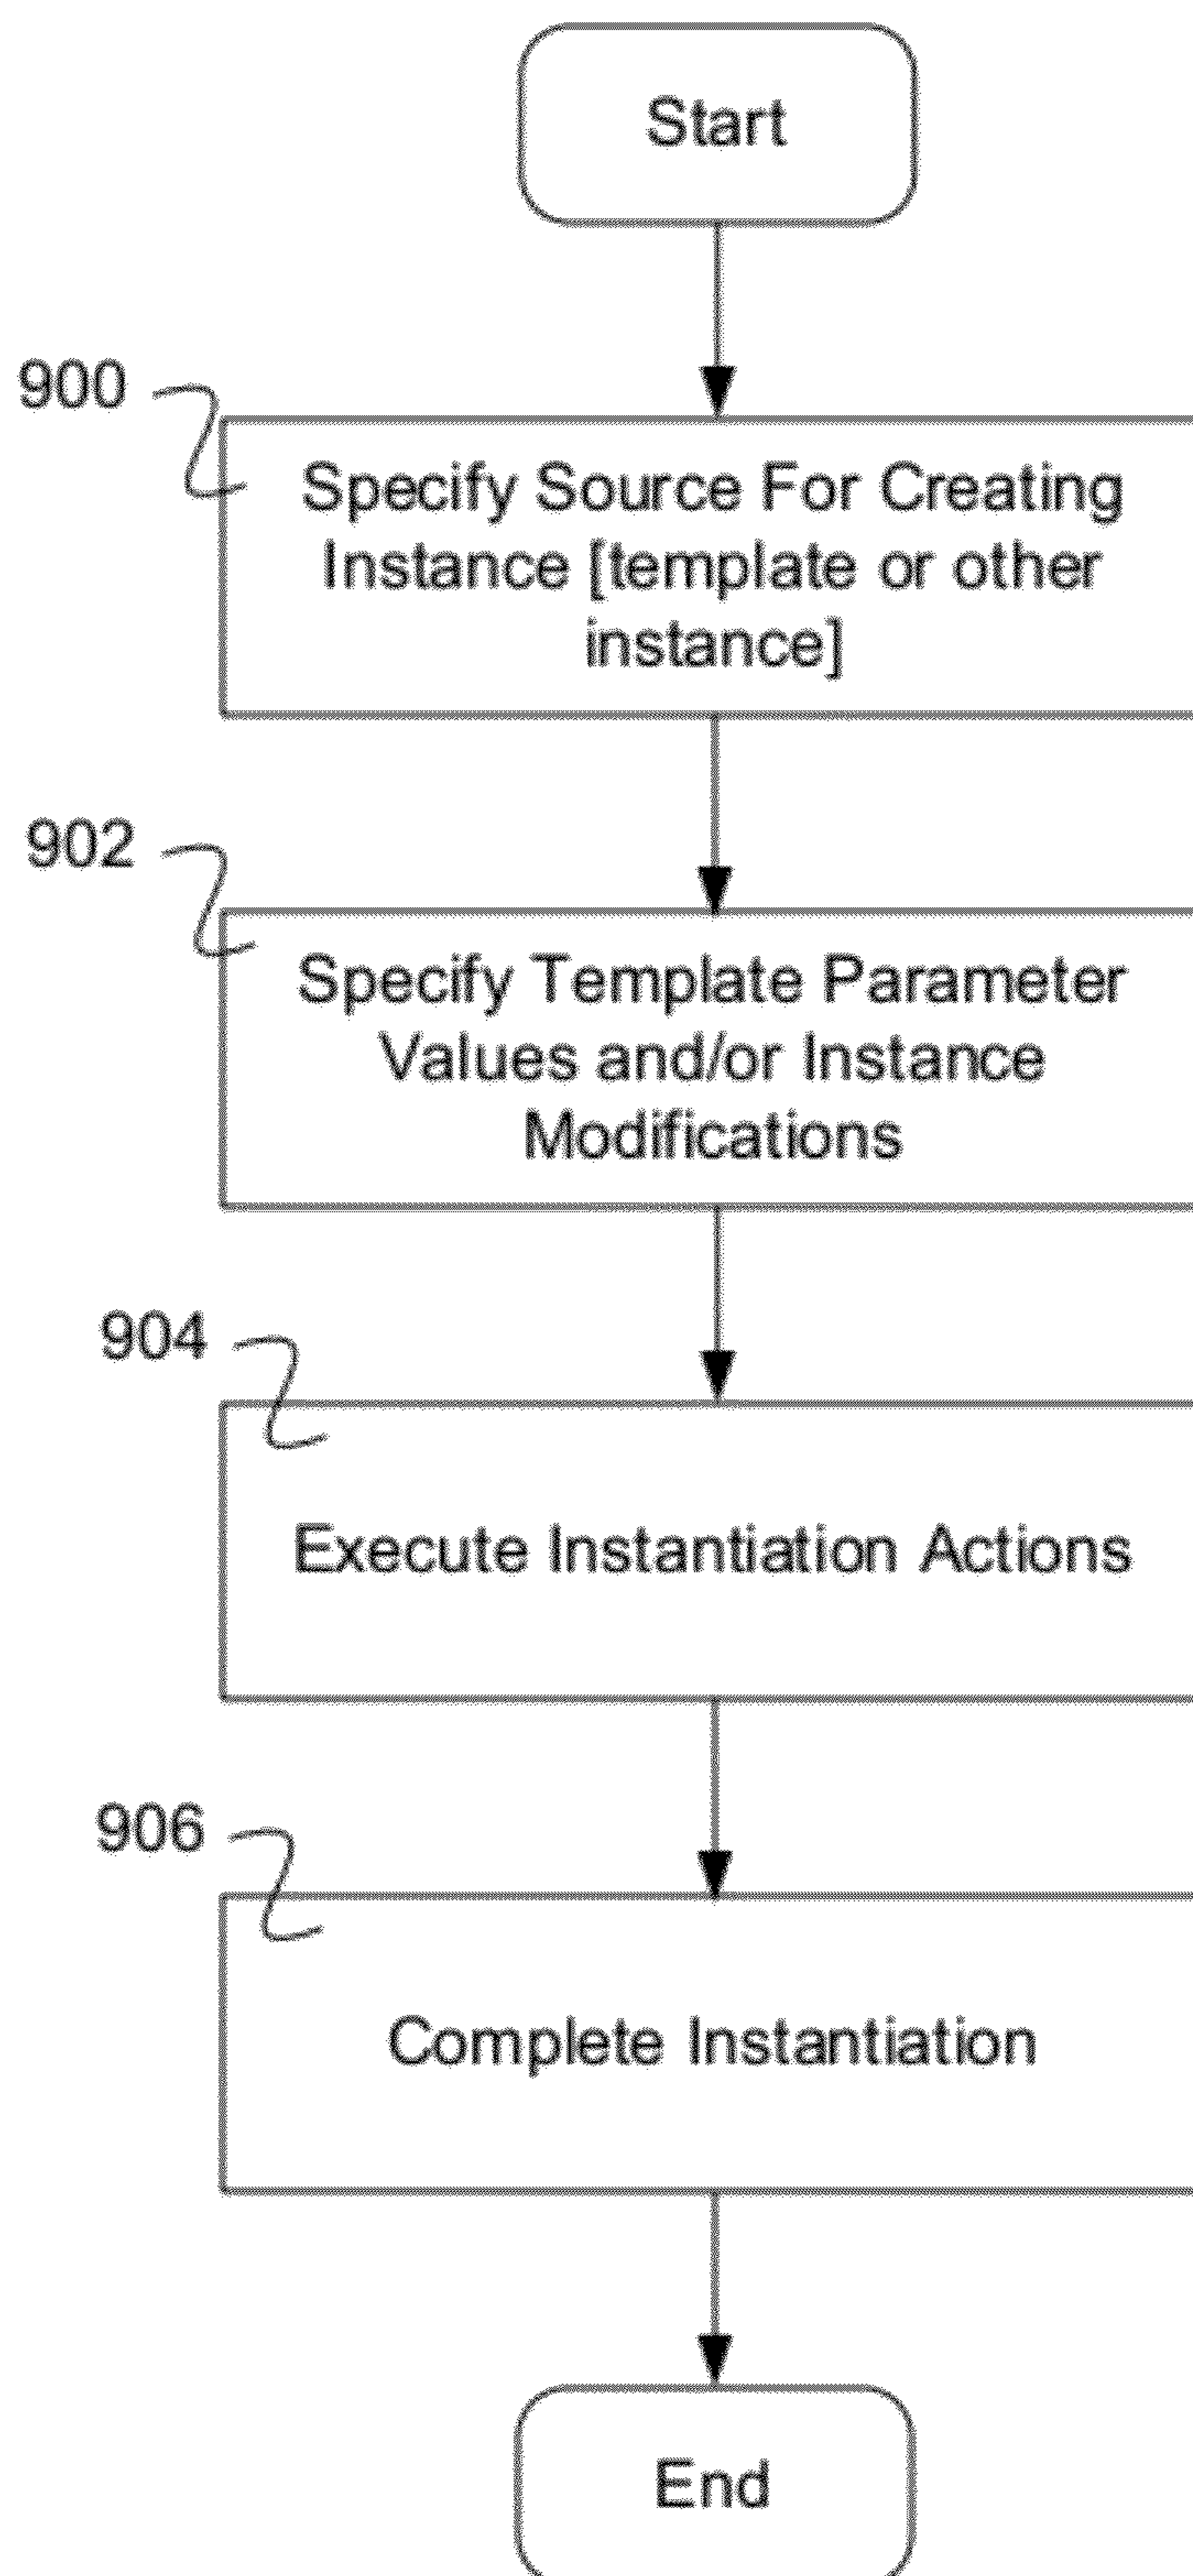 Start
900
Specify Source For Creating
Instance [template or other
instance]
902
Specify Template Parameter
Values and/or Instance
Modifications
904
Execute Instantiation Actions
906
Complete Instantiation
End